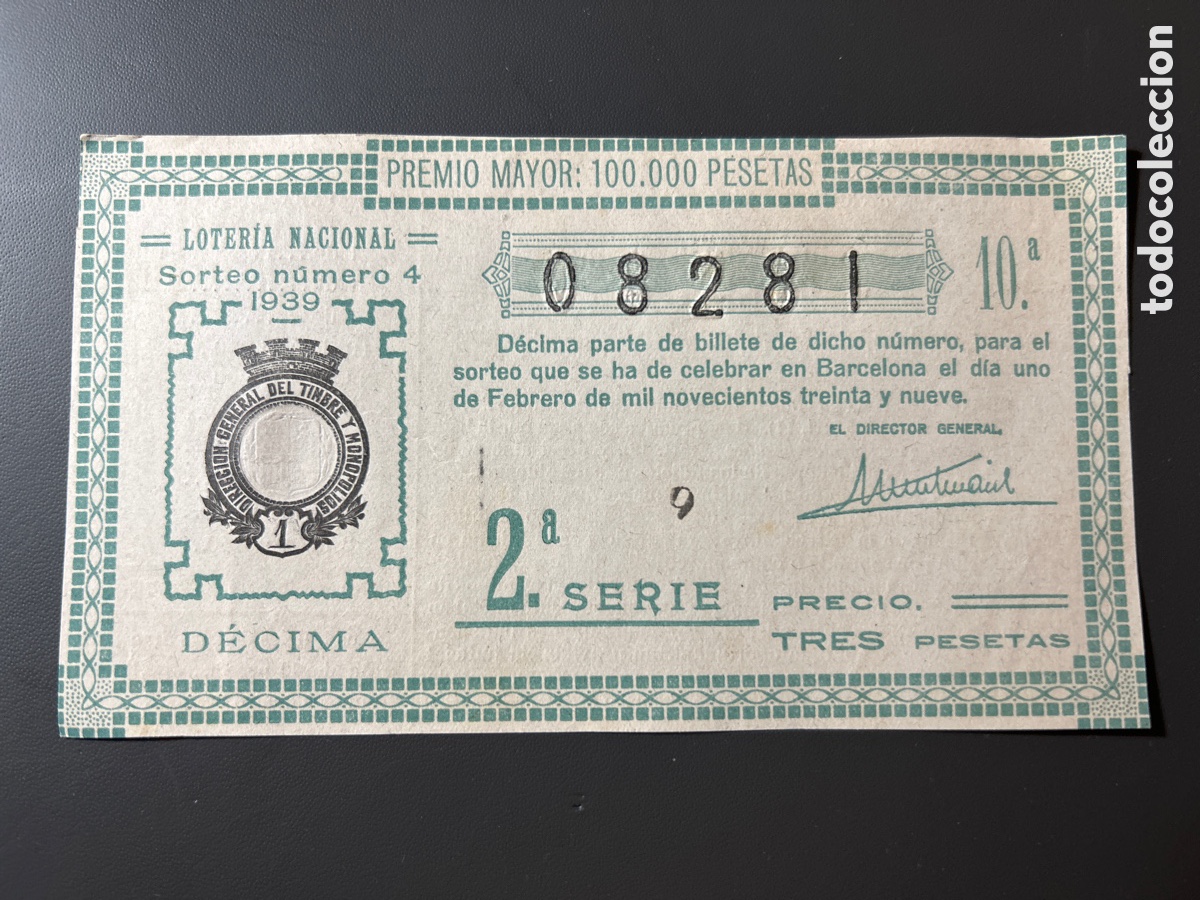 PREMIO MAYOR: 100.000 PESETAS
LOTERÍA NACIONAL
Sorteo número 4
1939
DIRECCION GENERAL DEL TIMBRE Y MONOPOLIOS
1
DÉCIMA
08281
10.ª
Décima parte de billete de dicho número, para el
sorteo que se ha de celebrar en Barcelona el día uno
de Febrero de mil novecientos treinta y nueve.
EL DIRECTOR GENERAL,
9
2.ª SERIE
PRECIO,
TRES PESETAS
todocoleccion